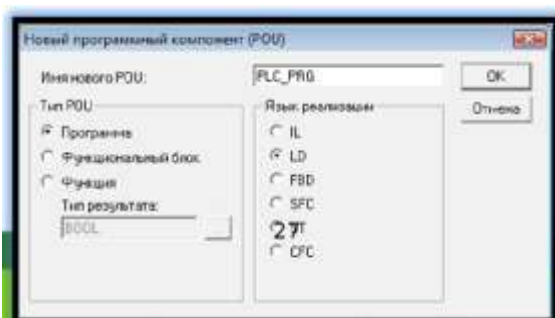 Новый программный компонент (POU)
Имя нового POU:
PLC_PRG
OK
Отмена
Тип POU
Программа
Функциональный блок
Функция
Тип результата:
BOOL
Язык реализации
IL
LD
FBD
SFC
27T
CFC